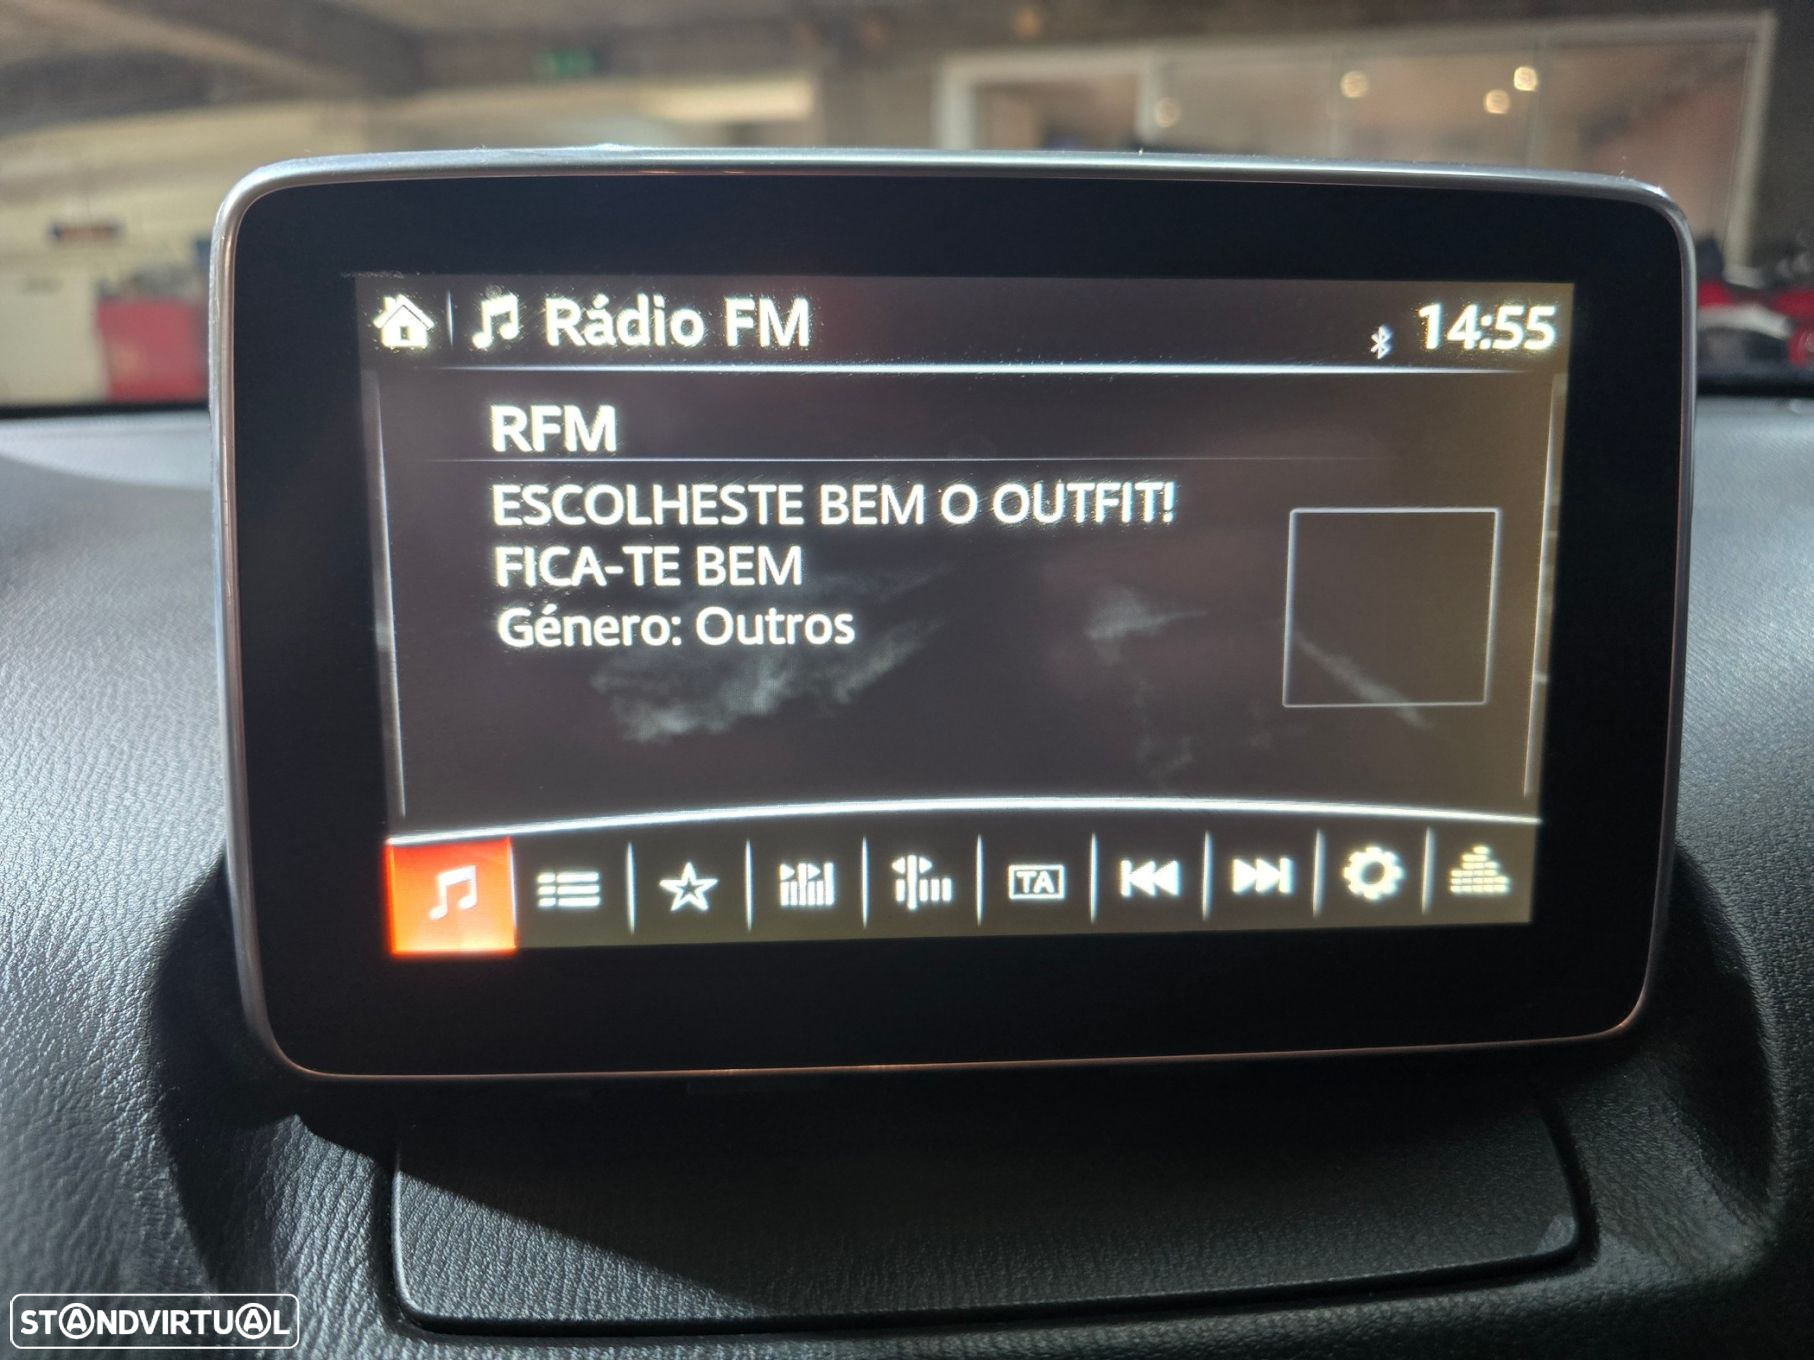 Rádio FM
14:55
RFM
ESCOLHESTE BEM O OUTFIT!
FICA-TE BEM
Género: Outros
TA
STANDVIRTUAL